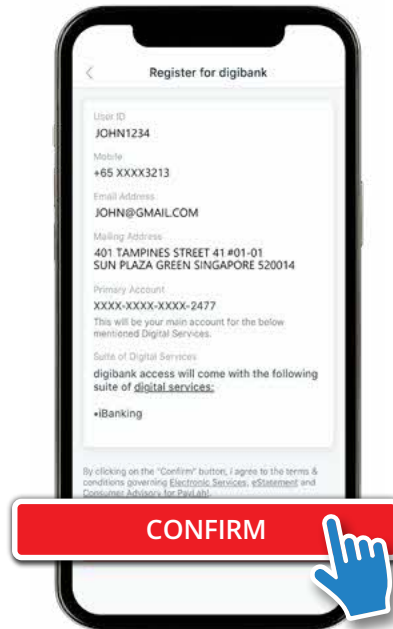 Register for digibank
User ID
JOHN1234
Mobile
+65 XXXX3213
Email Address
JOHN@GMAIL.COM
Mailing Address
401 TAMPINES STREET 41 #01-01
SUN PLAZA GREEN SINGAPORE 520014
Primary Account
XXXX-XXXX-XXXX-2477
This will be your main account for the below
mentioned Digital Services.
Suite of Digital Services
digibank access will come with the following
suite of digital services:
•iBanking
By clicking on the "Confirm" button, I agree to the terms &
conditions governing Electronic Services, eStatement and
Consumer Advisory for PayLah!.
CONFIRM